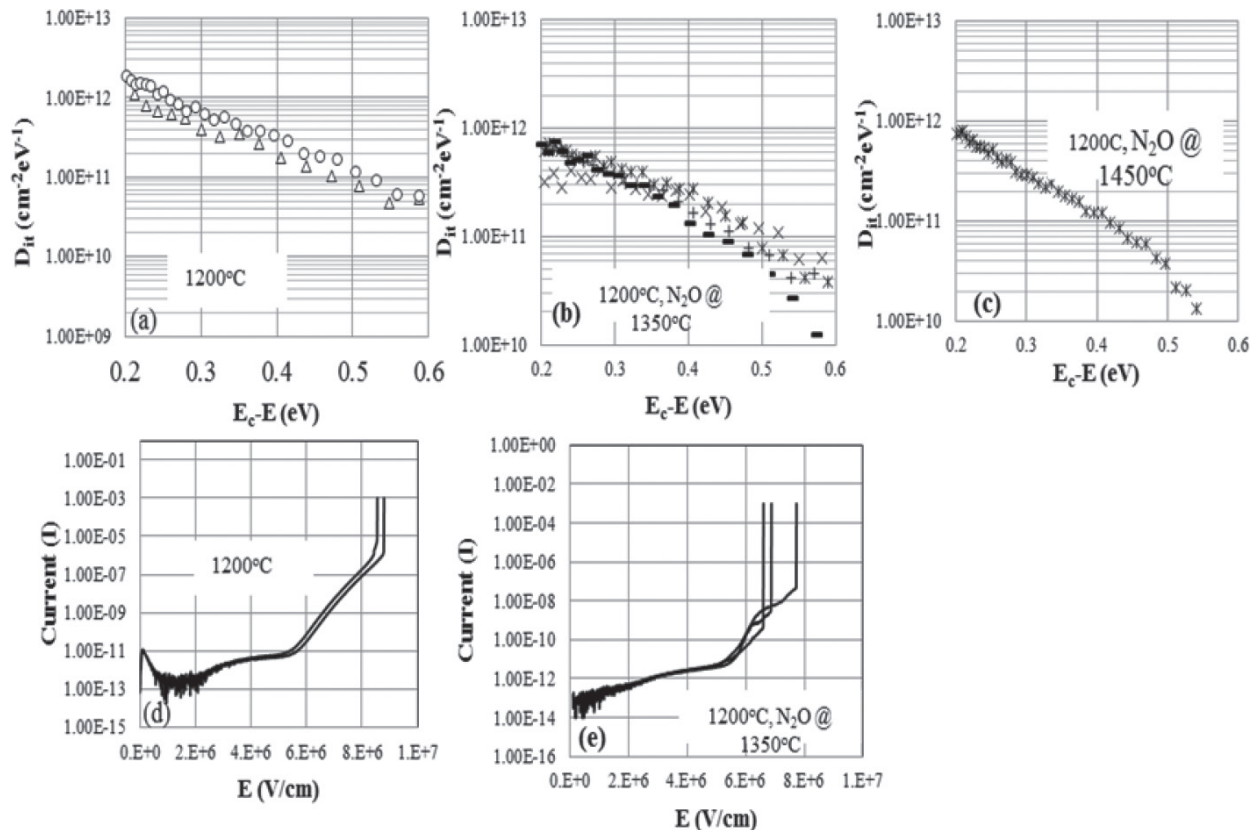 1.00E+13
1.00E+12
1.00E+11
1.00E+10
1.00E+09
D_it (cm⁻²eV⁻¹)
1200°C
(a)
0.2 0.3 0.4 0.5 0.6
E_c-E (eV)
1.00E+13
1.00E+12
1.00E+11
1.00E+10
D_it (cm⁻²eV⁻¹)
1200°C, N₂O @
1350°C
(b)
0.2 0.3 0.4 0.5 0.6
E_c-E (eV)
1.00E+13
1.00E+12
1.00E+11
1.00E+10
D_it (cm⁻²eV⁻¹)
1200C, N₂O @
1450°C
(c)
0.2 0.3 0.4 0.5 0.6
E_c-E (eV)
1.00E-01
1.00E-03
1.00E-05
1.00E-07
1.00E-09
1.00E-11
1.00E-13
1.00E-15
Current (I)
1200°C
(d)
0.E+0 2.E+6 4.E+6 6.E+6 8.E+6 1.E+7
E (V/cm)
1.00E+00
1.00E-02
1.00E-04
1.00E-06
1.00E-08
1.00E-10
1.00E-12
1.00E-14
1.00E-16
Current (I)
1200°C, N₂O @
1350°C
(e)
0.E+0 2.E+6 4.E+6 6.E+6 8.E+6 1.E+7
E (V/cm)